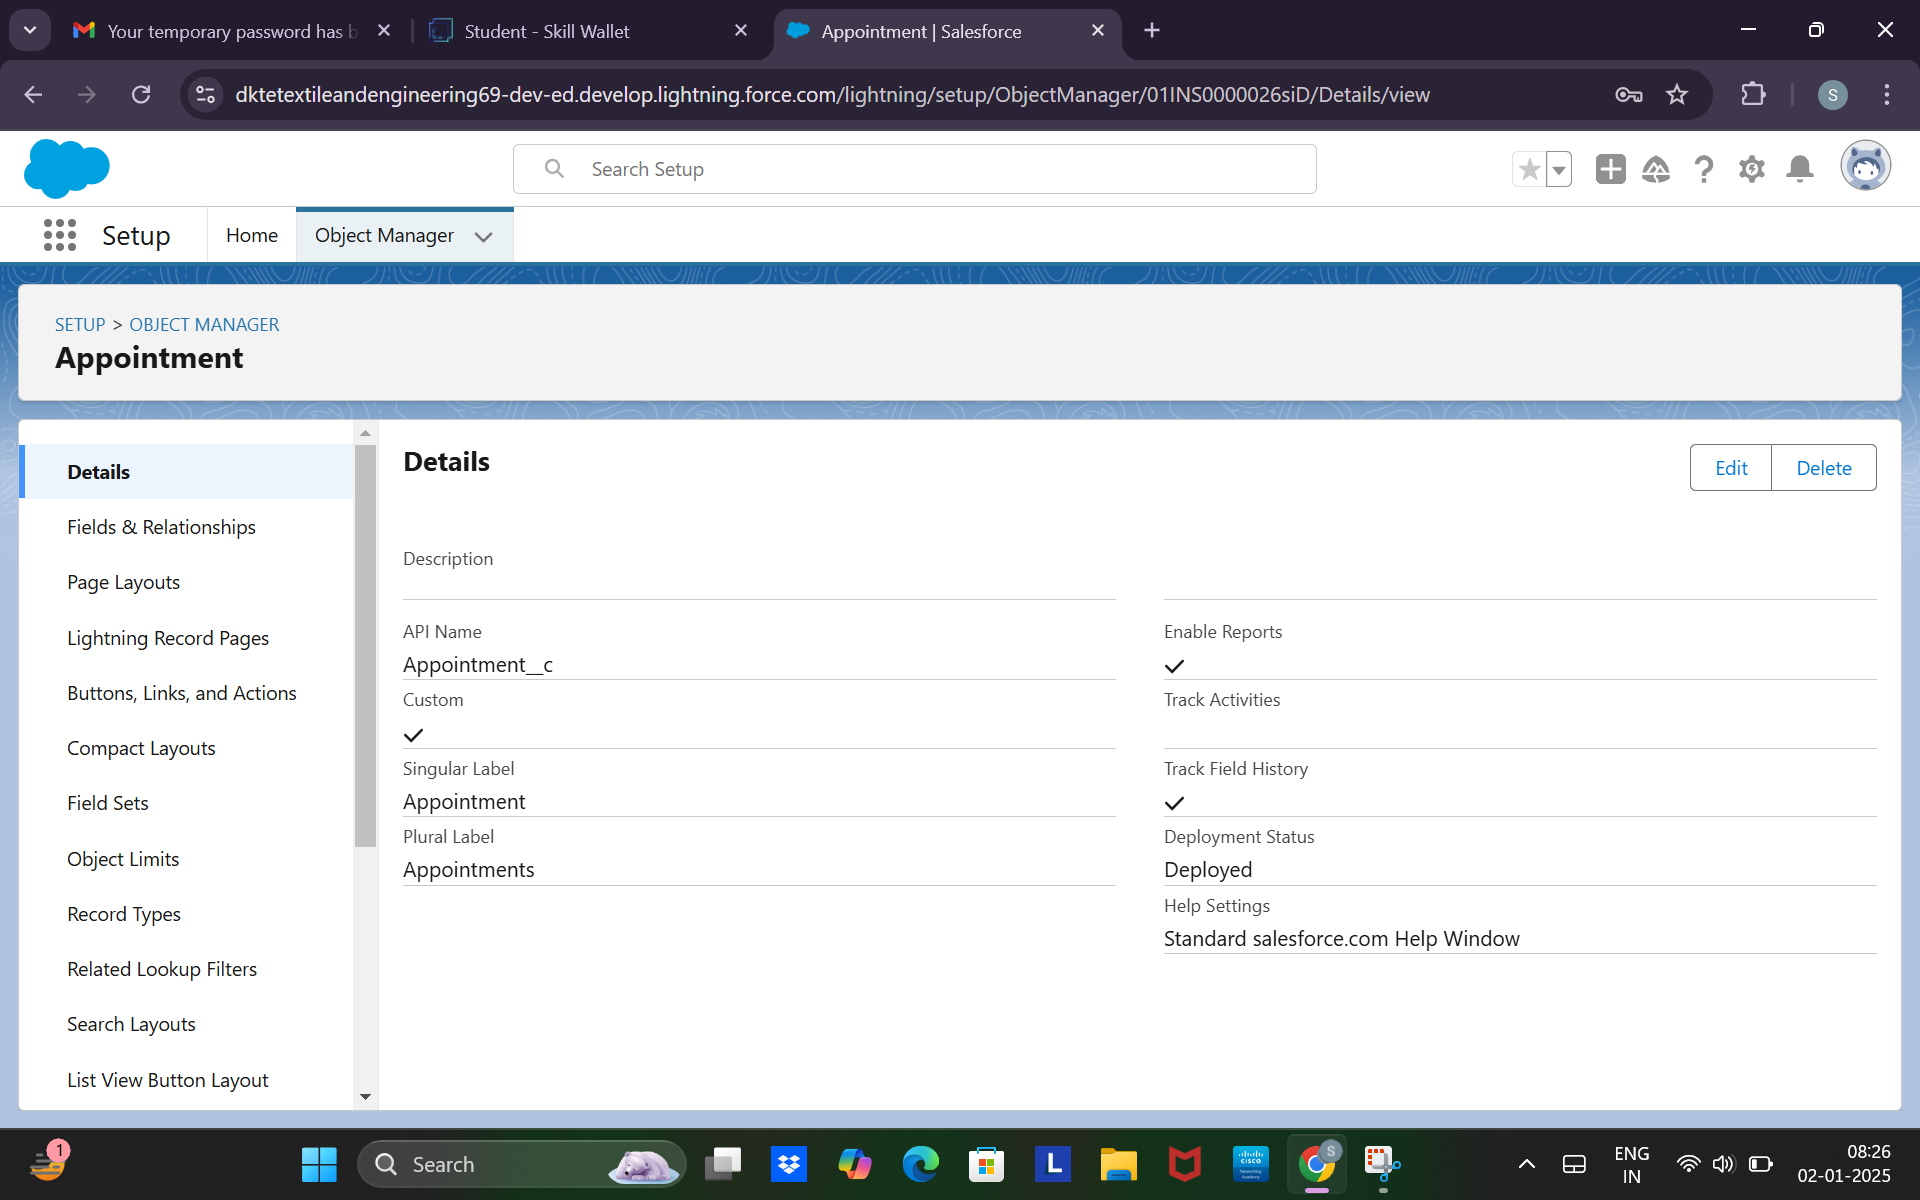 Your temporary password has b
Student - Skill Wallet
Appointment | Salesforce
dktetextileandengineering69-dev-ed.develop.lightning.force.com/lightning/setup/ObjectManager/01INS0000026siD/Details/view
S
Search Setup
Setup
Home
Object Manager
SETUP > OBJECT MANAGER
Appointment
Details
Fields & Relationships
Page Layouts
Lightning Record Pages
Buttons, Links, and Actions
Compact Layouts
Field Sets
Object Limits
Record Types
Related Lookup Filters
Search Layouts
List View Button Layout
Details
Edit
Delete
Description
API Name
Appointment__c
Custom
Singular Label
Appointment
Plural Label
Appointments
Enable Reports
Track Activities
Track Field History
Deployment Status
Deployed
Help Settings
Standard salesforce.com Help Window
1
Search
L
CISCO
S
ENG
IN
08:26
02-01-2025